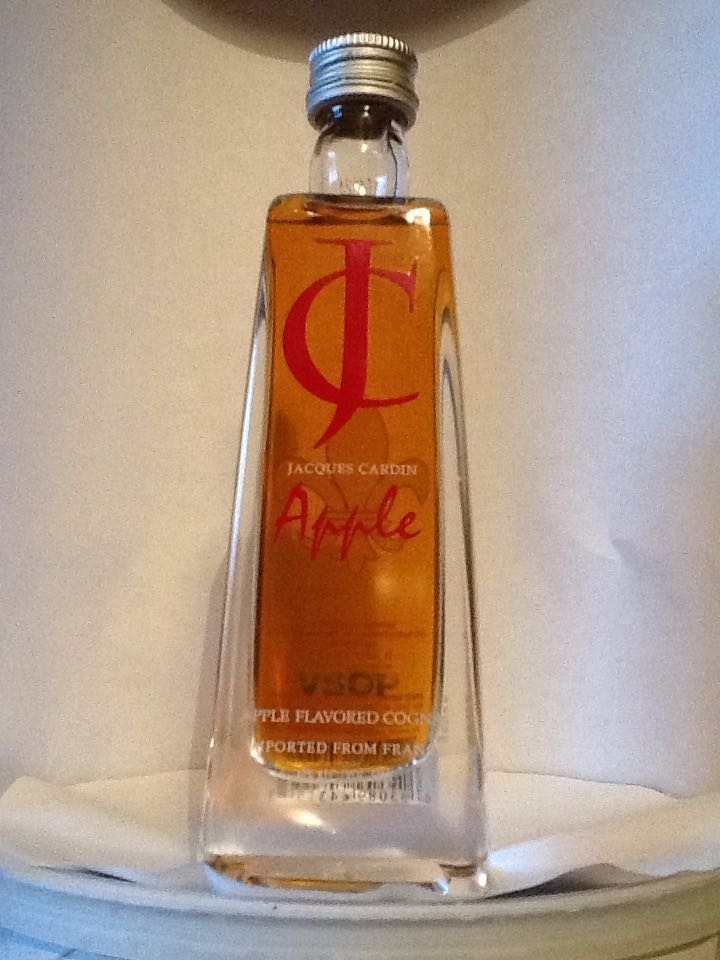 JC
JACQUES CARDIN
Apple
VSOP
PPLE FLAVORED COGN
PORTED FROM FRAN